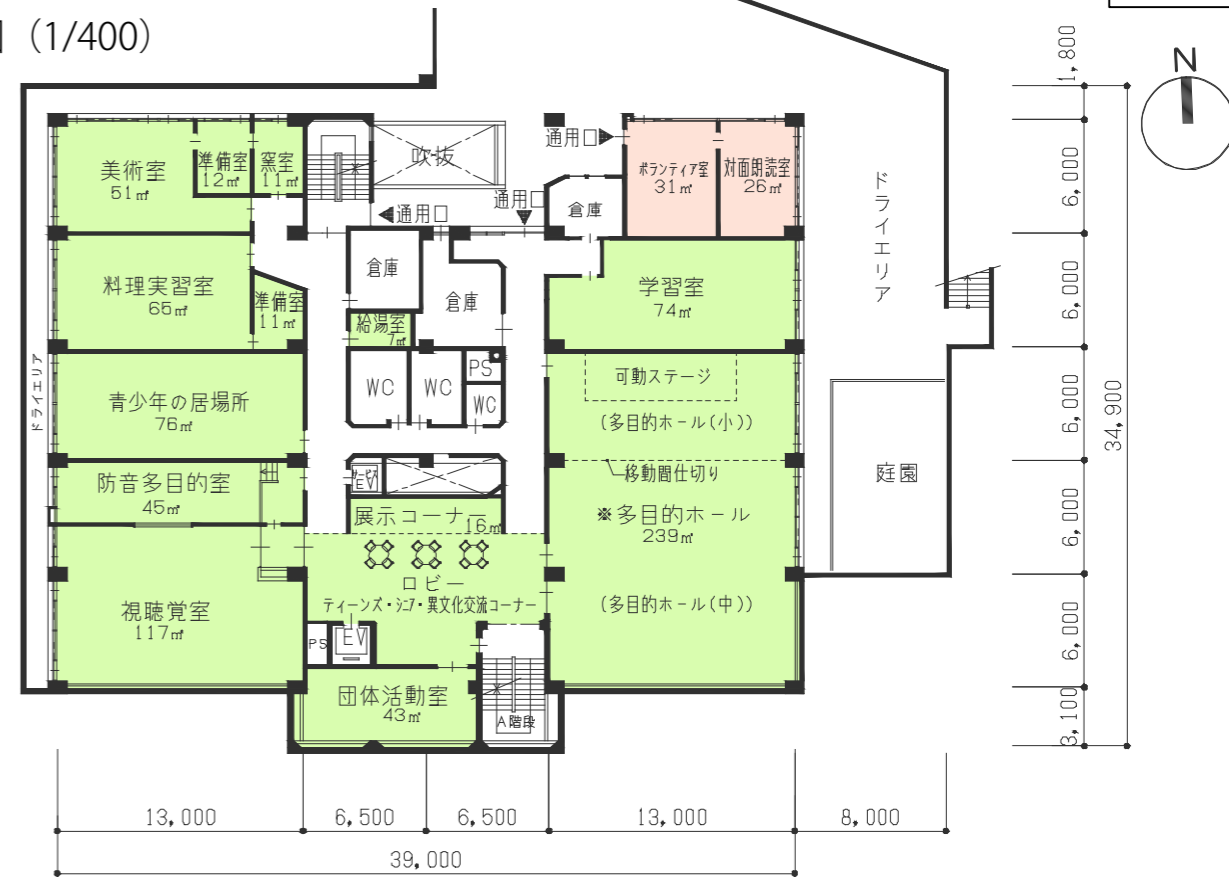 (1/400)
N
1,800
通用口
吹抜
美術室
51㎡
準備室
12㎡
窯室
11㎡
ボランティア室
31㎡
対面朗読室
26㎡
ドライエリア
6,000
通用口
通用口
倉庫
料理実習室
65㎡
準備室
11㎡
倉庫
倉庫
給湯室
7㎡
学習室
74㎡
6,000
ドライエリア
青少年の居場所
76㎡
WC
WC
PS
WC
可動ステージ
(多目的ホール(小))
6,000
34,900
防音多目的室
45㎡
EV
移動間仕切り
※多目的ホール
239㎡
庭園
6,000
展示コーナー
16㎡
ロビー
ティーンズ・シニア・異文化交流コーナー
視聴覚室
117㎡
(多目的ホール(中))
6,000
PS
EV
団体活動室
43㎡
A階段
3,100
13,000
6,500
6,500
13,000
8,000
39,000